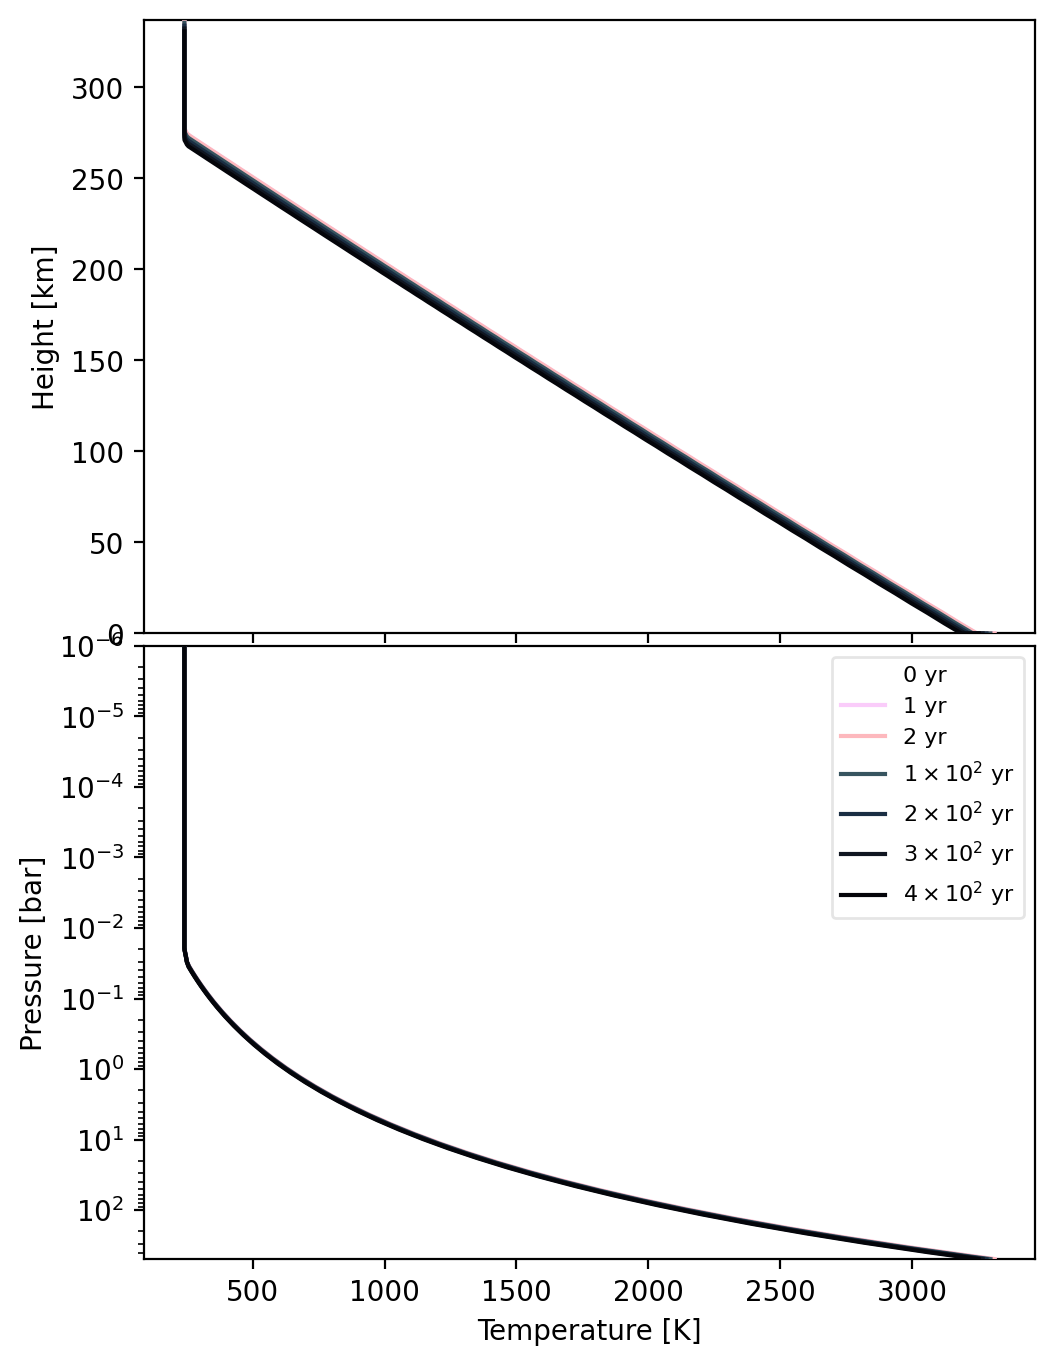 300
250
200
150
100
50
0
Height [km]
10⁻⁶
10⁻⁵
10⁻⁴
10⁻³
10⁻²
10⁻¹
10⁰
10¹
10²
Pressure [bar]
0 yr
1 yr
2 yr
1 × 10² yr
2 × 10² yr
3 × 10² yr
4 × 10² yr
500 1000 1500 2000 2500 3000
Temperature [K]